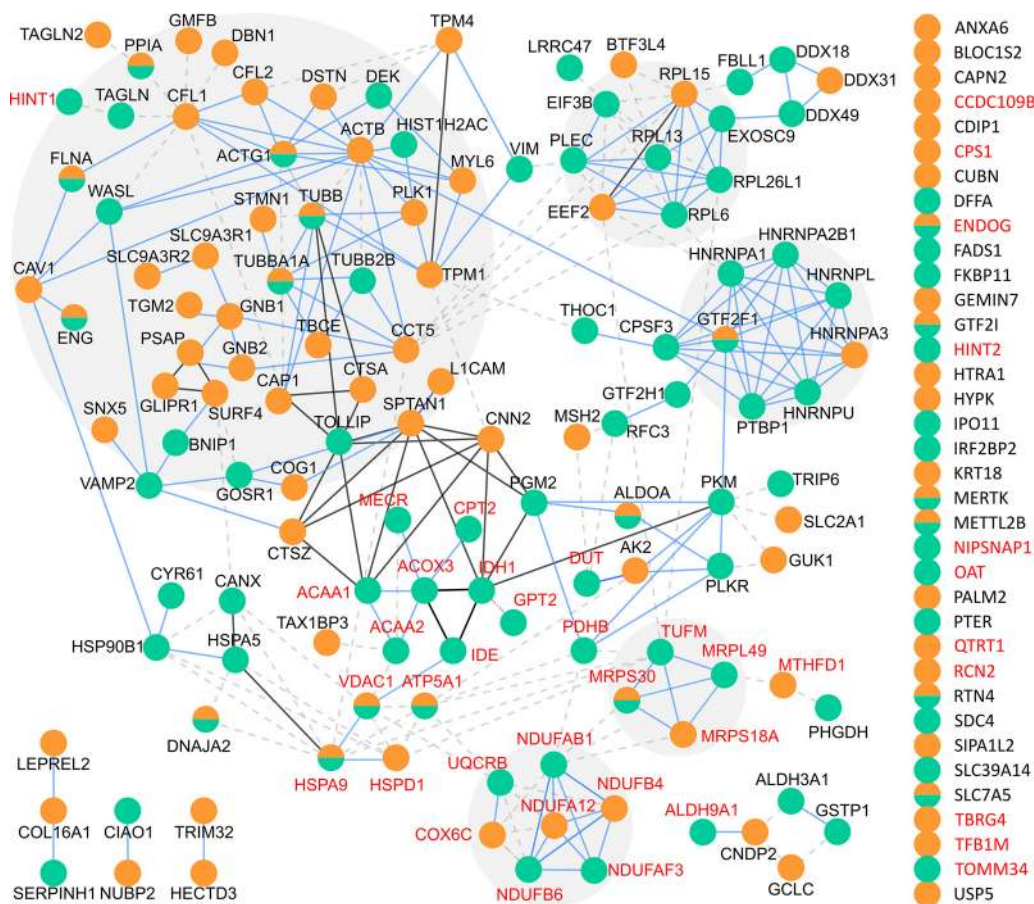 TAGLN2
GMFB
PPIA
DBN1
TPM4
CFL2
DSTN
DEK
HINT1
TAGLN
CFL1
ACTB
HIST1H2AC
FLNA
ACTG1
MYL6
VIM
WASL
STMN1
TUBB
PLK1
SLC9A3R1
SLC9A3R2
TUBBA1A
TUBB2B
TPM1
CAV1
TGM2
GNB1
TBCE
CCT5
ENG
PSAP
GNB2
CTSA
L1CAM
GLIPR1
SURF4
CAP1
SPTAN1
CNN2
SNX5
BNIP1
TOLLIP
VAMP2
GOSR1
COG1
CTSZ
LRRC47
BTF3L4
FBLL1
DDX18
RPL15
DDX31
EIF3B
DDX49
PLEC
RPL13
EXOSC9
RPL26L1
EEF2
RPL6
HNRNPA2B1
HNRNPA1
HNRNPL
THOC1
CPSF3
GTF2F1
HNRNPA3
HNRNPU
PTBP1
GTF2H1
MSH2
RFC3
PGM2
ALDOA
PKM
TRIP6
SLC2A1
MECR
CPT2
AK2
GUK1
DUT
PLKR
CYR61
CANX
ACAA1
ACOX3
IDH1
GPT2
TAX1BP3
ACAA2
IDE
PDHB
TUFM
HSP90B1
HSPA5
MRPL49
MTHFD1
VDAC1
ATP5A1
MRPS30
PHGDH
MRPS18A
DNAJA2
HSPA9
HSPD1
UQCRB
NDUFAB1
NDUFB4
NDUFA12
COX6C
NDUFB6
NDUFAF3
ALDH9A1
ALDH3A1
GSTP1
CNDP2
GCLC
LEPREL2
COL16A1
SERPINH1
CIAO1
NUBP2
TRIM32
HECTD3
ANXA6
BLOC1S2
CAPN2
CCDC109B
CDIP1
CPS1
CUBN
DFFA
ENDOG
FADS1
FKBP11
GEMIN7
GTF2I
HINT2
HTRA1
HYPK
IPO11
IRF2BP2
KRT18
MERTK
METTL2B
NIPSNAP1
OAT
PALM2
PTER
QTRT1
RCN2
RTN4
SDC4
SIPA1L2
SLC39A14
SLC7A5
TBRG4
TFB1M
TOMM34
USP5